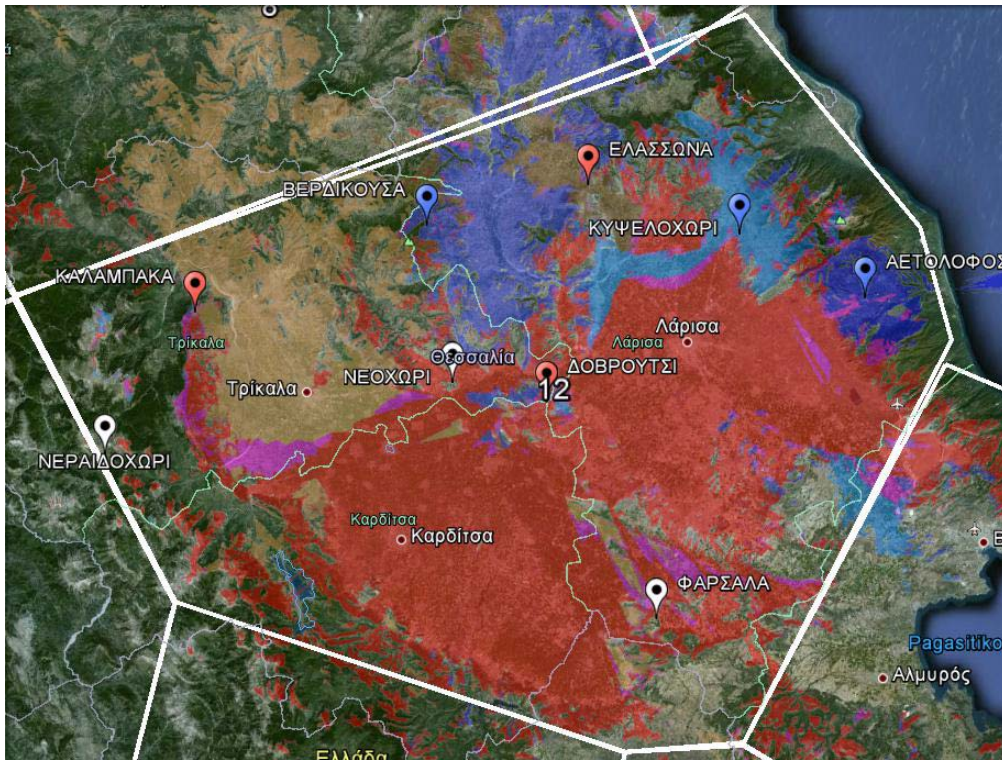 ΕΛΑΣΣΩΝΑ
ΒΕΡΔΙΚΟΥΣΑ
ΚΥΨΕΛΟΧΩΡΙ
ΑΕΤΟΛΟΦΟΣ
ΚΑΛΑΜΠΑΚΑ
Λάρισα
Τρίκαλα
Λάρισα
Θεσσαλία
ΝΕΟΧΩΡΙ
ΔΟΒΡΟΥΤΣΙ
Τρίκαλα
12
ΝΕΡΑΙΔΟΧΩΡΙ
Καρδίτσα
Καρδίτσα
ΦΑΡΣΑΛΑ
Pagasitiko
Αλμυρός
Ελλάδα